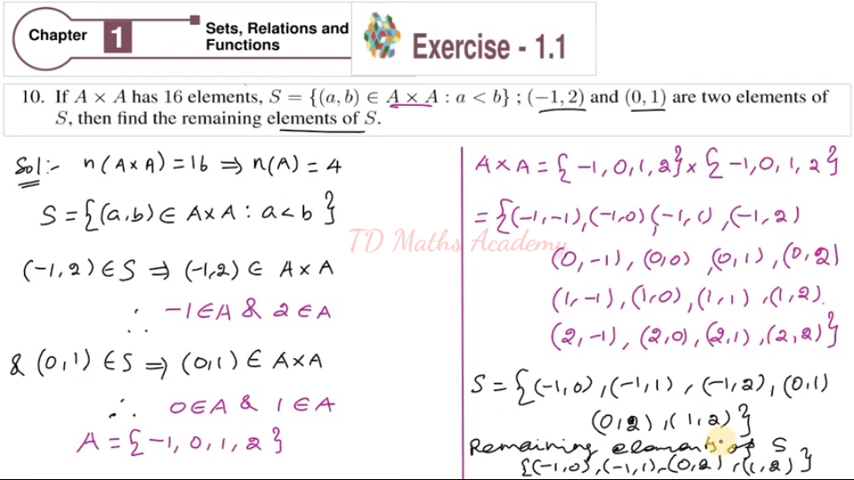 Chapter 1 Sets, Relations and Functions
Exercise - 1.1
10. If A × A has 16 elements, S = {(a, b) ∈ A × A : a < b} ; (−1, 2) and (0, 1) are two elements of
S, then find the remaining elements of S.
Sol:- n(A×A)=16 ⇒ n(A)=4
S={(a,b)∈A×A: a<b}
(-1,2)∈S ⇒ (-1,2)∈ A×A
∴ -1∈A & 2∈A
& (0,1)∈S ⇒ (0,1)∈A×A
∴ 0∈A & 1∈A
A={-1,0,1,2}
A×A={-1,0,1,2}×{-1,0,1,2}
={(-1,-1),(-1,0)(-1,1),(-1,2)
(0,-1),(0,0),(0,1),(0,2)
(1,-1),(1,0),(1,1),(1,2).
(2,-1),(2,0),(2,1),(2,2)}
S={(-1,0),(-1,1),(-1,2),(0,1)
(0,2),(1,2)}
Remaining elements of S
{(-1,0),(-1,1),(0,2),(1,2)}
TD Maths Academy